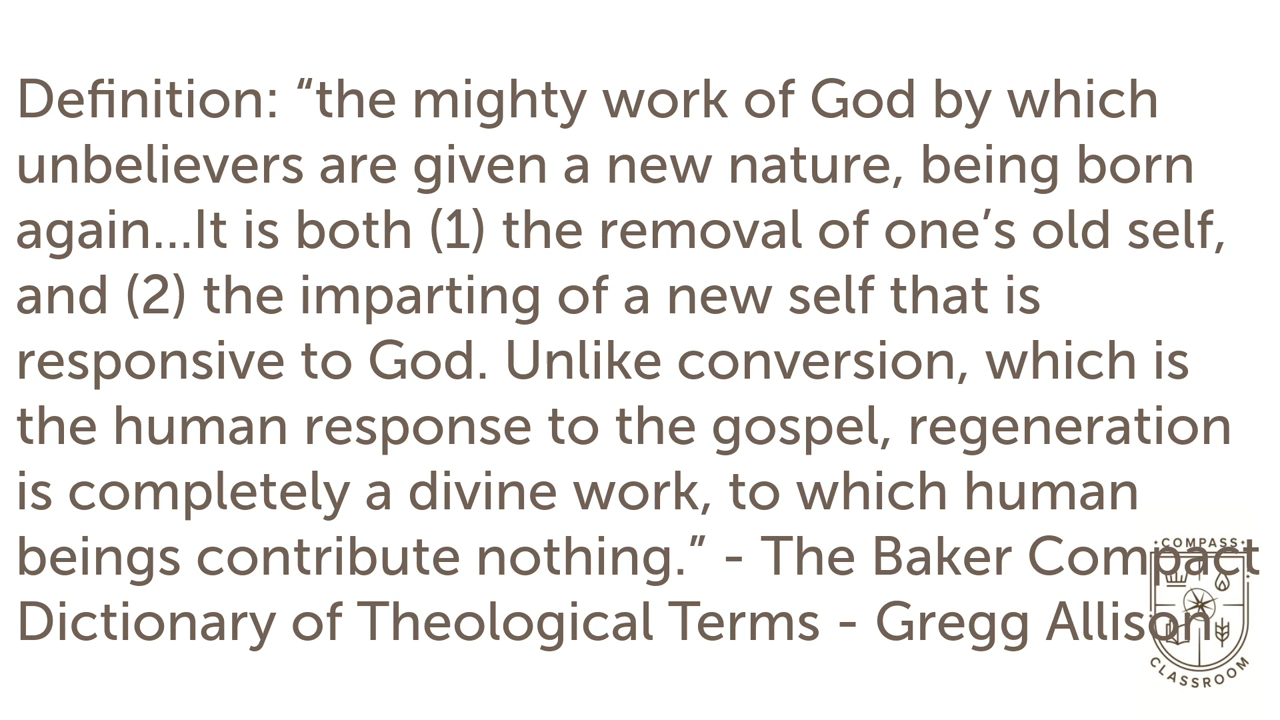 Definition: “the mighty work of God by which
unbelievers are given a new nature, being born
again...It is both (1) the removal of one’s old self,
and (2) the imparting of a new self that is
responsive to God. Unlike conversion, which is
the human response to the gospel, regeneration
is completely a divine work, to which human
beings contribute nothing.” - The Baker Compact
Dictionary of Theological Terms - Gregg Allison
COMPASS
CLASSROOM